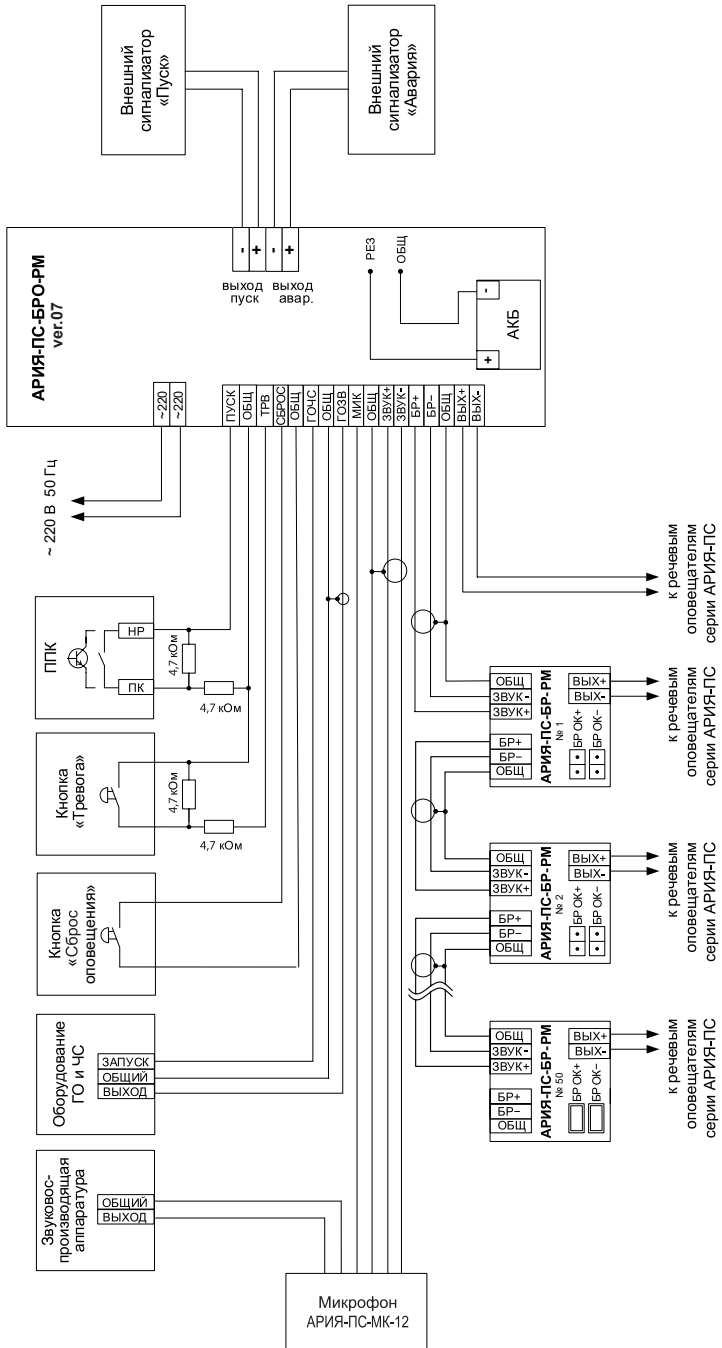 Внешний
сигнализатор
«Пуск»
Внешний
сигнализатор
«Авария»
АРИЯ-ПС-БРО-РМ
ver.07
-
+
-
+
выход
пуск
выход
авар.
РЕЗ
ОБЩ
АКБ
+
-
~220
~220
ПУСК
ОБЩ
ТРВ
СБРОС
ОБЩ
ГОЧС
ОБЩ
ГОЗВ
МИК
ОБЩ
ЗВУК+
ЗВУК-
БР+
БР−
ОБЩ
ВЫХ+
ВЫХ-
~ 220 В 50 Гц
ППК
НР
ПК
4,7 кОм
4,7 кОм
Кнопка
«Тревога»
4,7 кОм
4,7 кОм
Кнопка
«Сброс
оповещения»
Оборудование
ГО и ЧС
ЗАПУСК
ОБЩИЙ
ВЫХОД
Звуковос-
производящая
аппаратура
ОБЩИЙ
ВЫХОД
Микрофон
АРИЯ-ПС-МК-12
к речевым
оповещателям
серии АРИЯ-ПС
ОБЩ
ЗВУК-
ЗВУК+
БР+
БР−
ОБЩ
АРИЯ-ПС-БР-РМ
№ 1
ВЫХ+
ВЫХ-
БР ОК+
БР ОК−
к речевым
оповещателям
серии АРИЯ-ПС
ОБЩ
ЗВУК-
ЗВУК+
БР+
БР−
ОБЩ
АРИЯ-ПС-БР-РМ
№ 2
ВЫХ+
ВЫХ-
БР ОК+
БР ОК−
к речевым
оповещателям
серии АРИЯ-ПС
ОБЩ
ЗВУК-
ЗВУК+
БР+
БР−
ОБЩ
АРИЯ-ПС-БР-РМ
№ 50
ВЫХ+
ВЫХ-
БР ОК+
БР ОК−
к речевым
оповещателям
серии АРИЯ-ПС